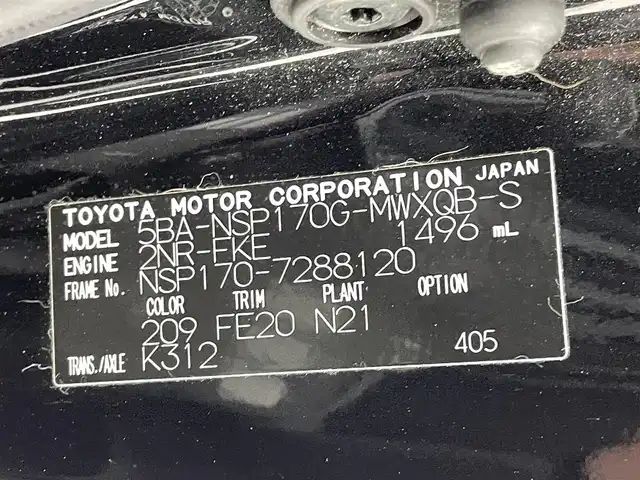 TOYOTA MOTOR CORPORATION JAPAN
MODEL 5BA-NSP170G-MWXQB-S
ENGINE 2NR-EKE 1496 mL
FRAME No. NSP170-7288120
COLOR TRIM PLANT OPTION
209 FE20 N21
TRANS./AXLE K312 405